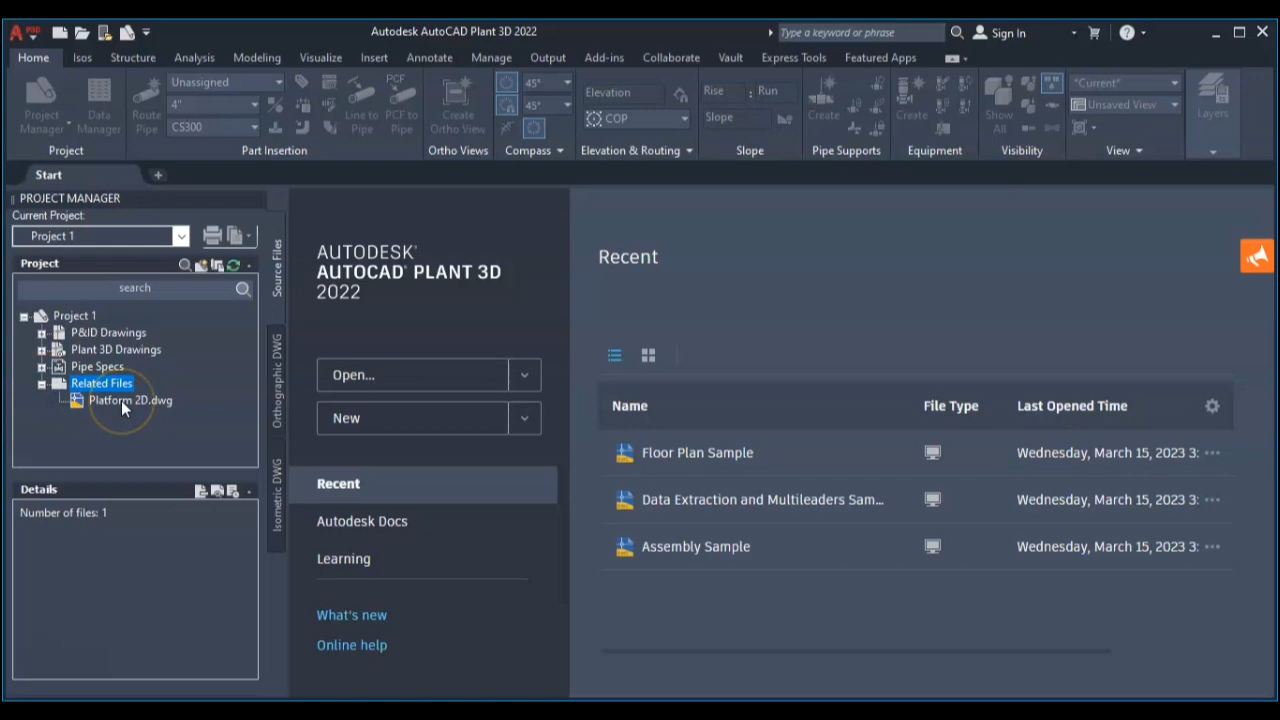 P3D
Autodesk AutoCAD Plant 3D 2022
Type a keyword or phrase
Sign In
Home
Isos
Structure
Analysis
Modeling
Visualize
Insert
Annotate
Manage
Output
Add-ins
Collaborate
Vault
Express Tools
Featured Apps
Project Manager
Data Manager
Project
Route Pipe
Unassigned
4"
CS300
Line to Pipe
PCF to Pipe
Part Insertion
Create Ortho View
Ortho Views
45°
45°
Compass
Elevation
COP
Elevation & Routing
Rise : Run
Slope
Slope
Create
Pipe Supports
Create
Equipment
Show All
Visibility
"Current"
Unsaved View
View
Layers
Start
PROJECT MANAGER
Current Project:
Project 1
Project
search
Project 1
P&ID Drawings
Plant 3D Drawings
Pipe Specs
Related Files
Platform 2D.dwg
Details
Number of files: 1
Source Files
Orthographic DWG
Isometric DWG
AUTODESK®
AUTOCAD® PLANT 3D
2022
Open...
New
Recent
Autodesk Docs
Learning
What's new
Online help
Recent
Name File Type Last Opened Time
Floor Plan Sample Wednesday, March 15, 2023 3: ...
Data Extraction and Multileaders Sam... Wednesday, March 15, 2023 3: ...
Assembly Sample Wednesday, March 15, 2023 3: ...